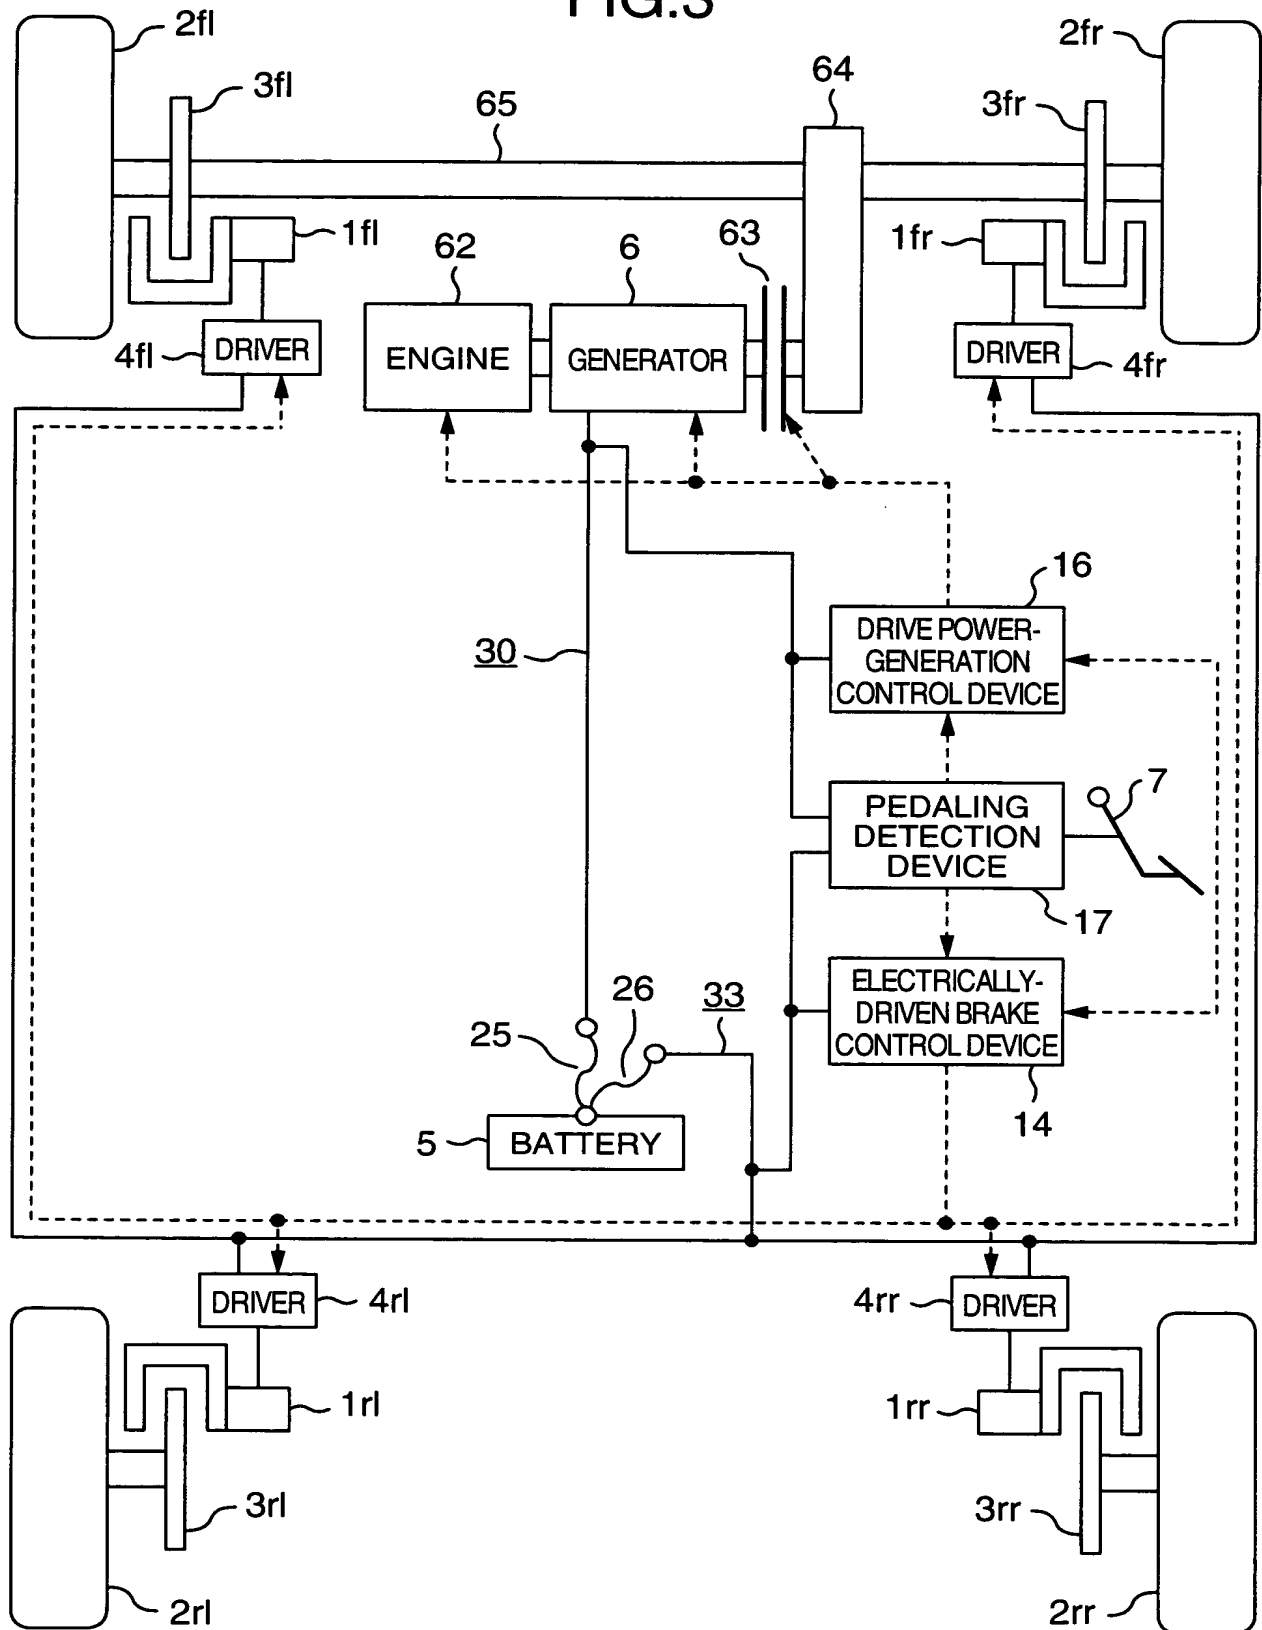 FIG.3
2fl
2fr
3fl
65
64
3fr
1fl
62
6
63
1fr
4fl
DRIVER
ENGINE
GENERATOR
DRIVER
4fr
16
DRIVE POWER-
GENERATION
CONTROL DEVICE
30
7
PEDALING
DETECTION
DEVICE
17
ELECTRICALLY-
DRIVEN BRAKE
CONTROL DEVICE
26
33
25
14
5
BATTERY
DRIVER
4rl
4rr
DRIVER
1rl
1rr
3rl
3rr
2rl
2rr